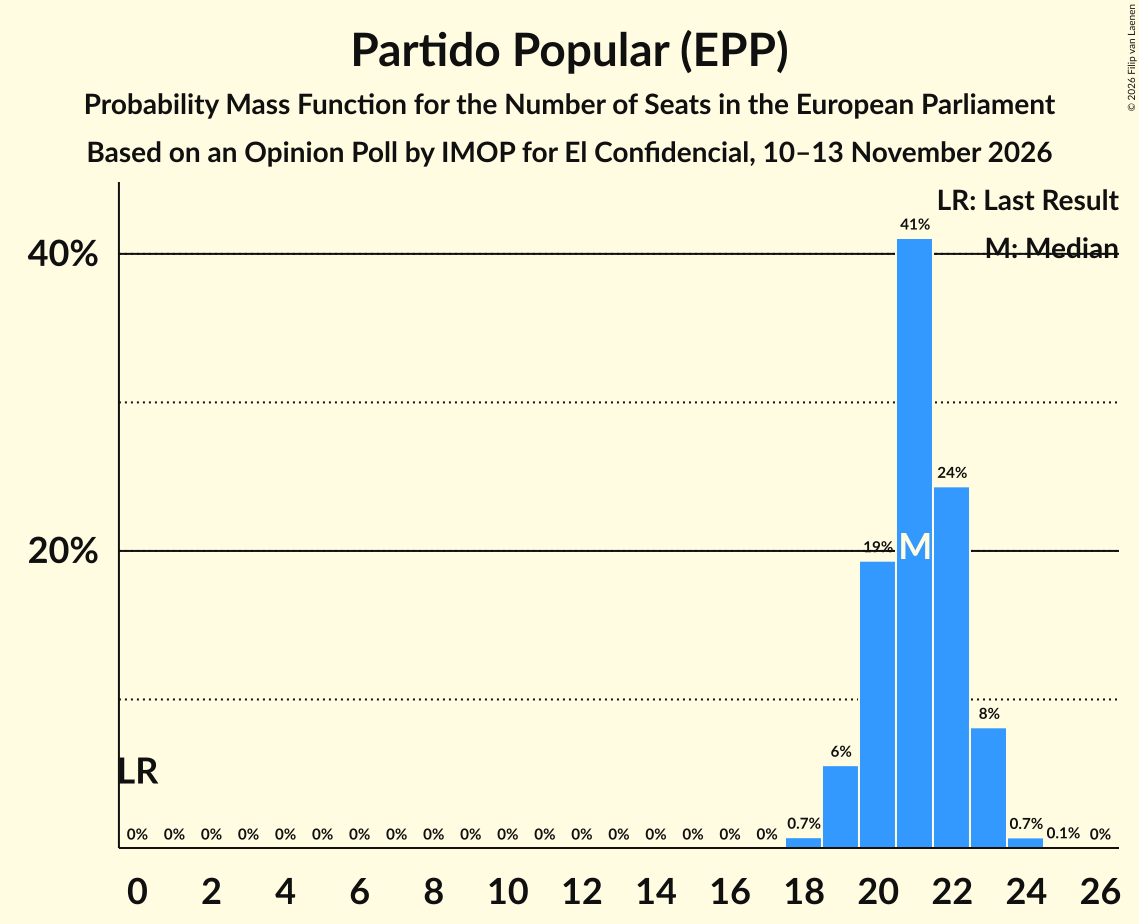 Partido Popular (EPP)
Probability Mass Function for the Number of Seats in the European Parliament
Based on an Opinion Poll by IMOP for El Confidencial, 10–13 November 2026
© 2026 Filip van Laenen
LR: Last Result
M: Median
40%
20%
41%
24%
19%
M
8%
6%
LR
0% 0% 0% 0% 0% 0% 0% 0% 0% 0% 0% 0% 0% 0% 0% 0% 0% 0% 0.7% 0.7% 0.1% 0%
0 2 4 6 8 10 12 14 16 18 20 22 24 26